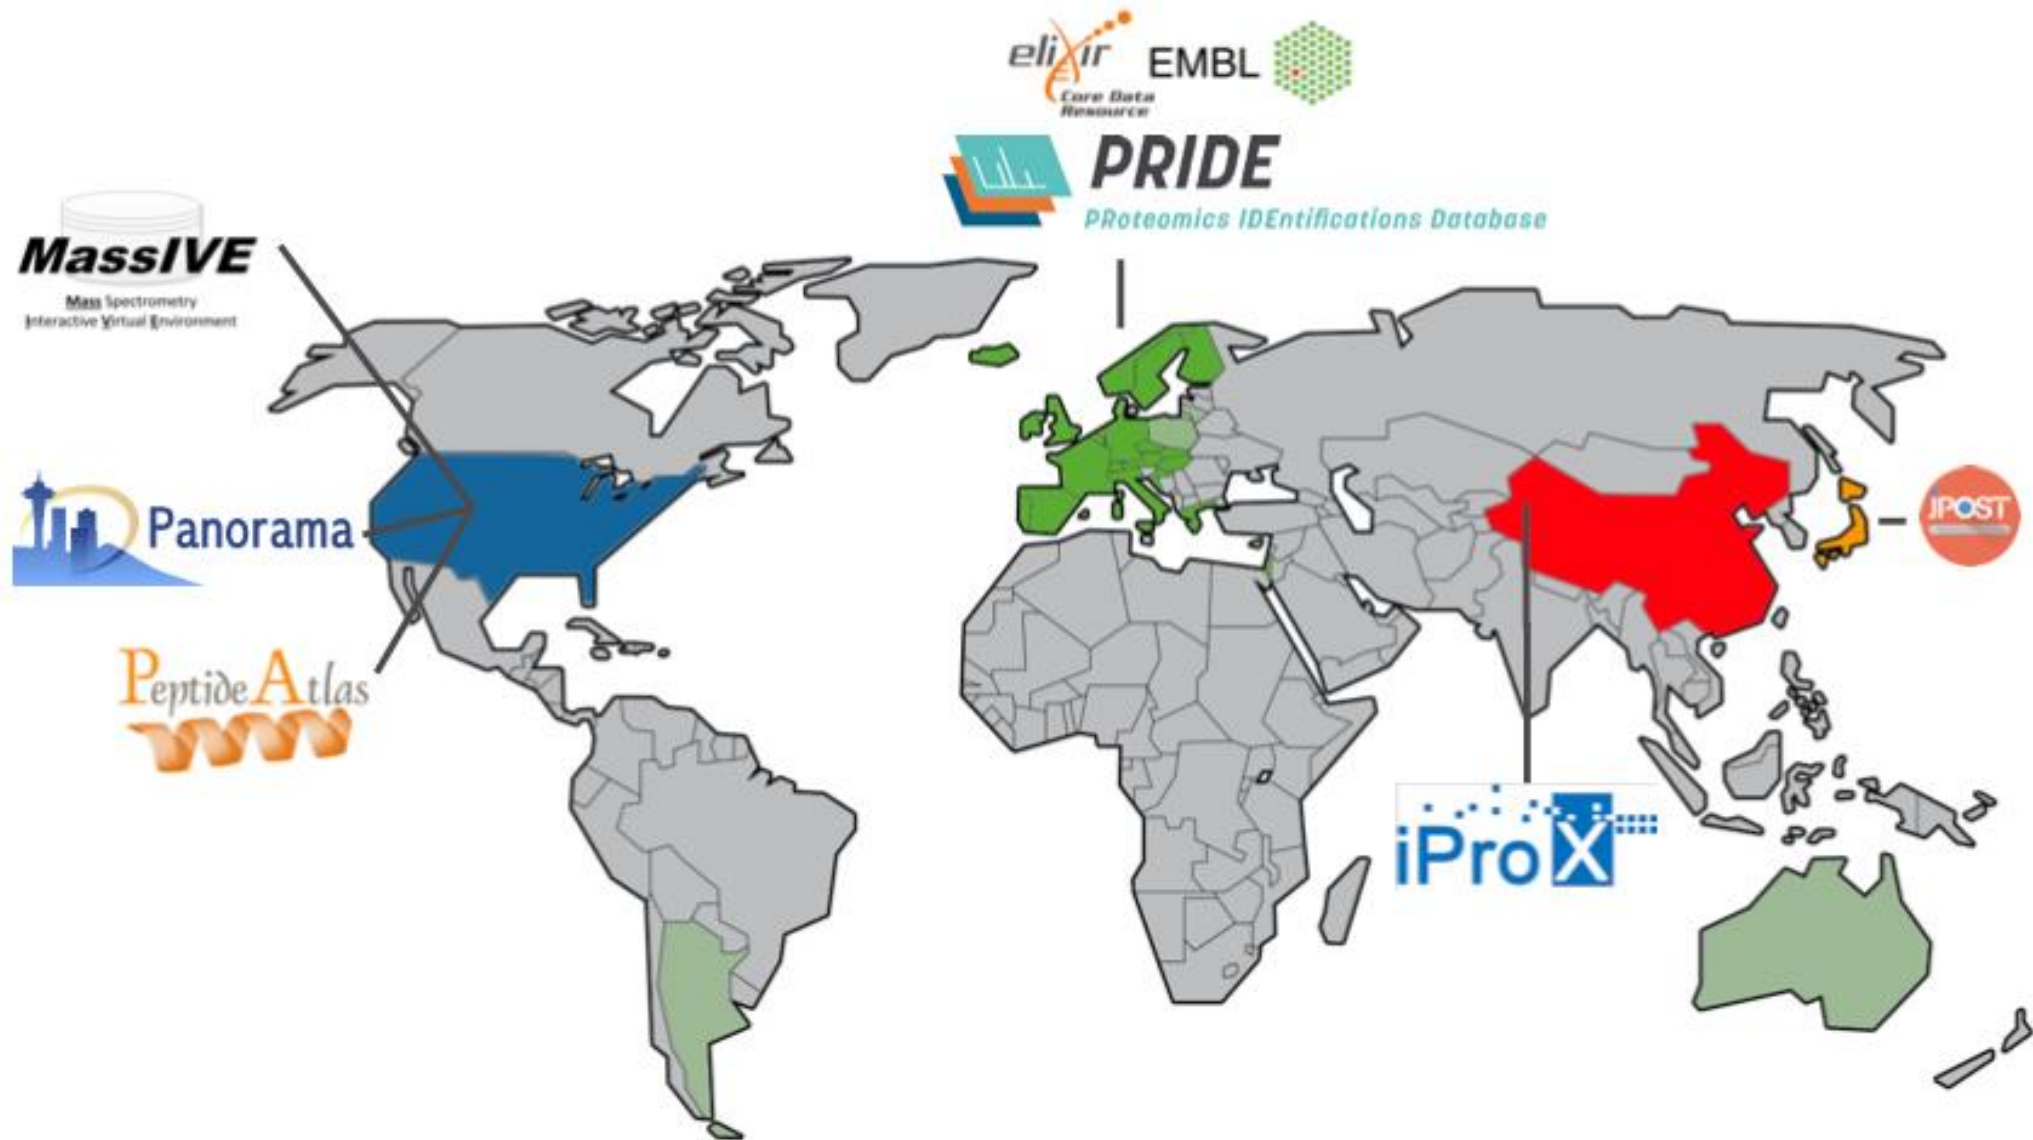 elixir
Core Data
Resource
EMBL
PRIDE
PRoteomics IDEntifications Database
MassIVE
Mass Spectrometry
Interactive Virtual Environment
Panorama
PeptideAtlas
JPOST
iProX